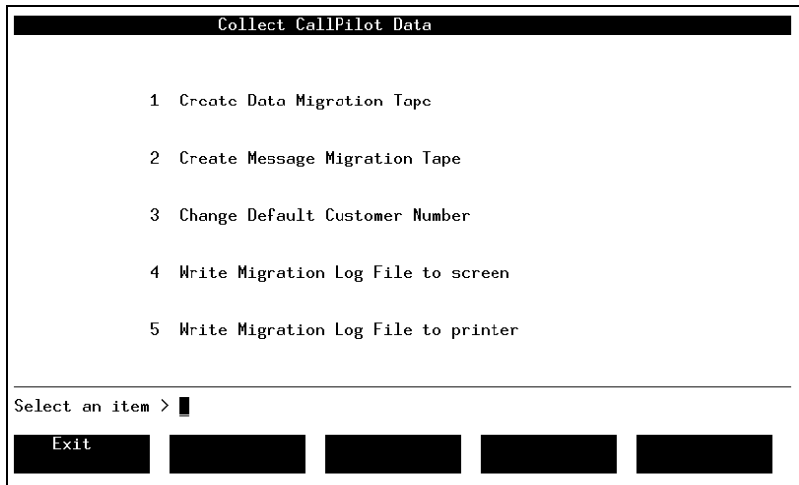 Collect CallPilot Data
1 Create Data Migration Tape
2 Create Message Migration Tape
3 Change Default Customer Number
4 Write Migration Log File to screen
5 Write Migration Log File to printer
Select an item >
Exit